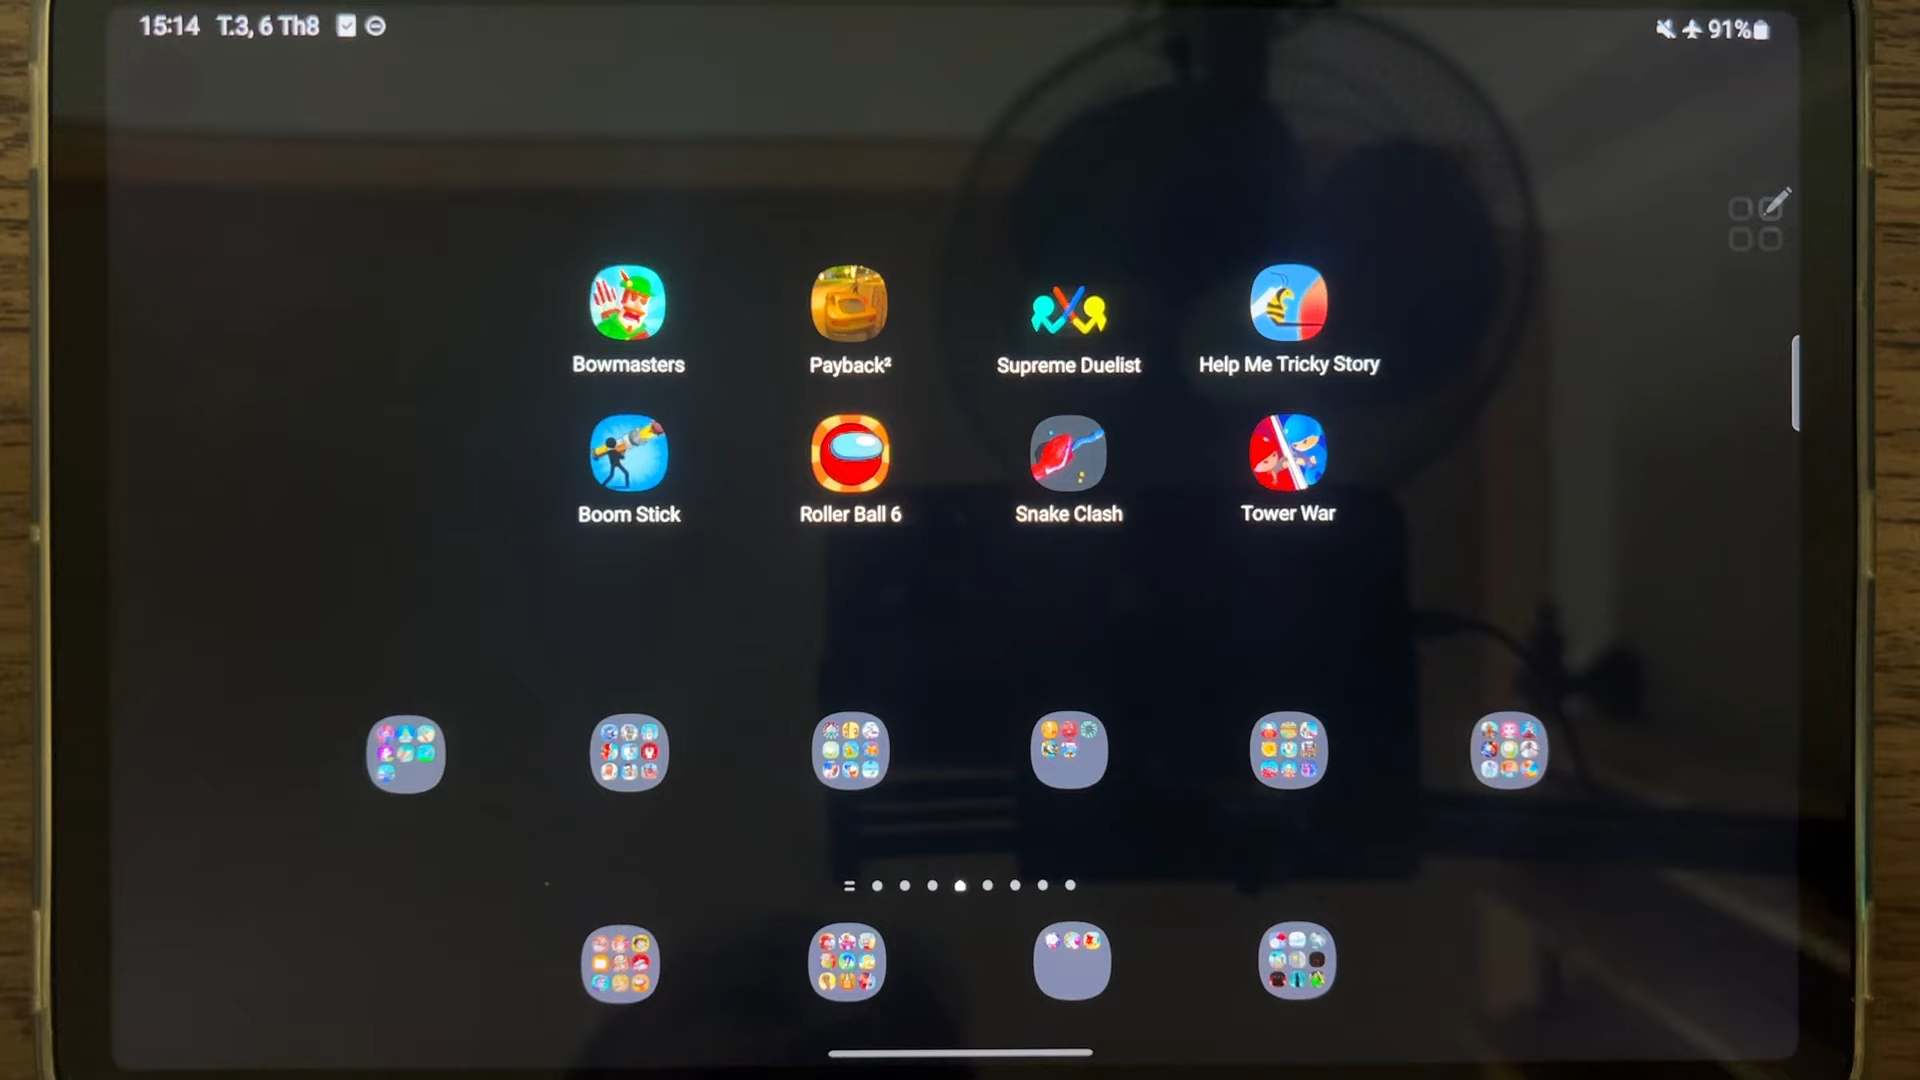 15:14 T.3, 6 Th8
91%
Bowmasters
Payback²
Supreme Duelist
Help Me Tricky Story
Boom Stick
Roller Ball 6
Snake Clash
Tower War